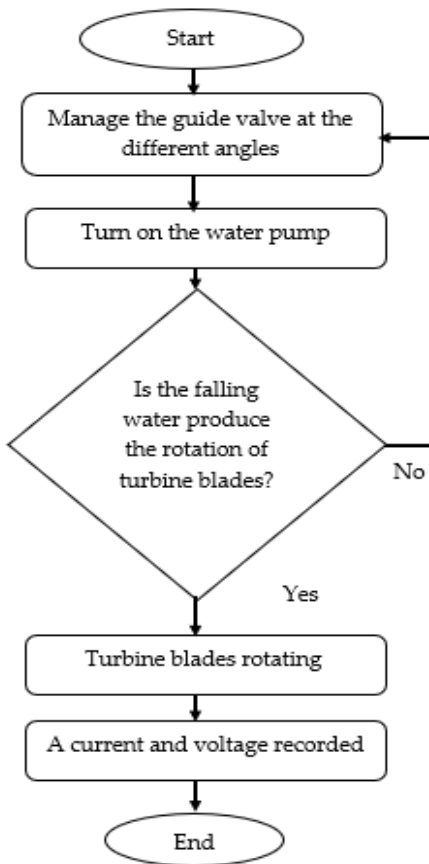 Start
Manage the guide valve at the
different angles
Turn on the water pump
Is the falling
water produce
the rotation of
turbine blades?
No
Yes
Turbine blades rotating
A current and voltage recorded
End